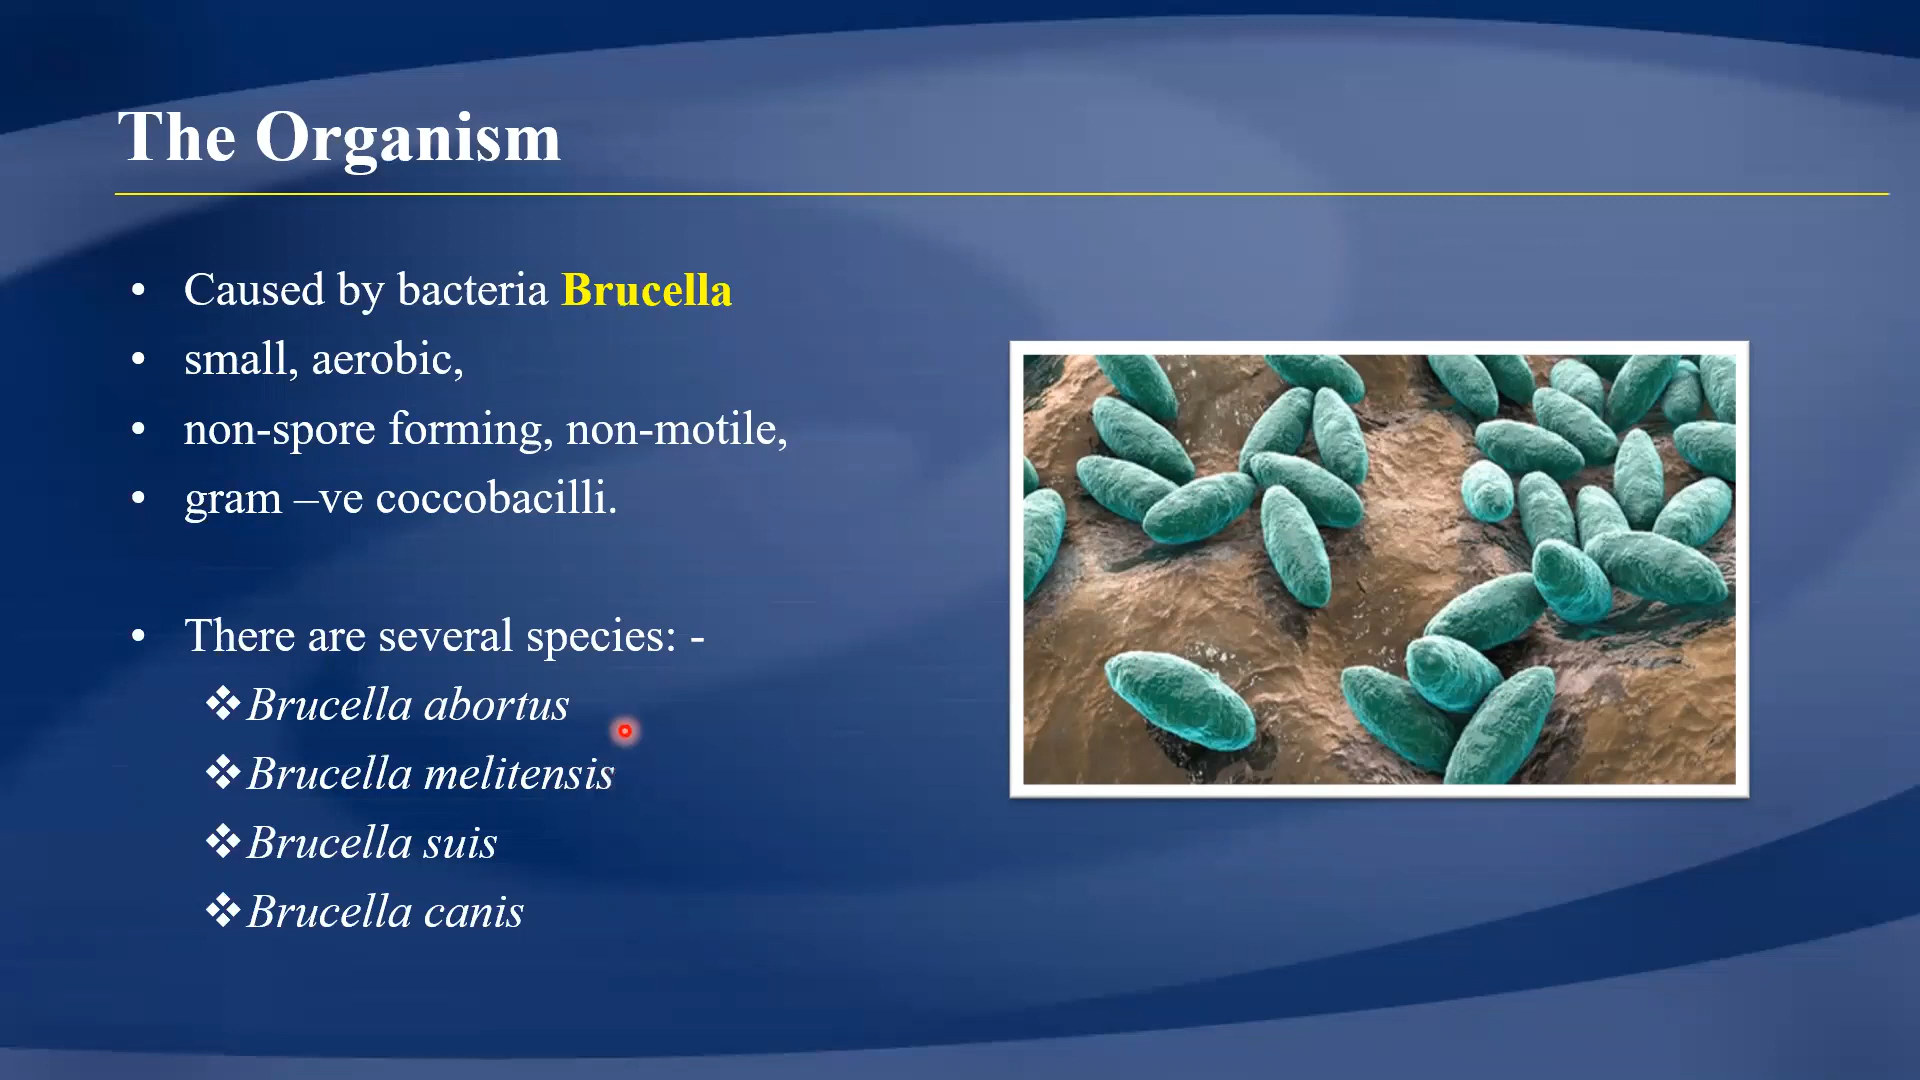 The Organism
• Caused by bacteria Brucella
• small, aerobic,
• non-spore forming, non-motile,
• gram –ve coccobacilli.
• There are several species: -
❖Brucella abortus
❖Brucella melitensis
❖Brucella suis
❖Brucella canis